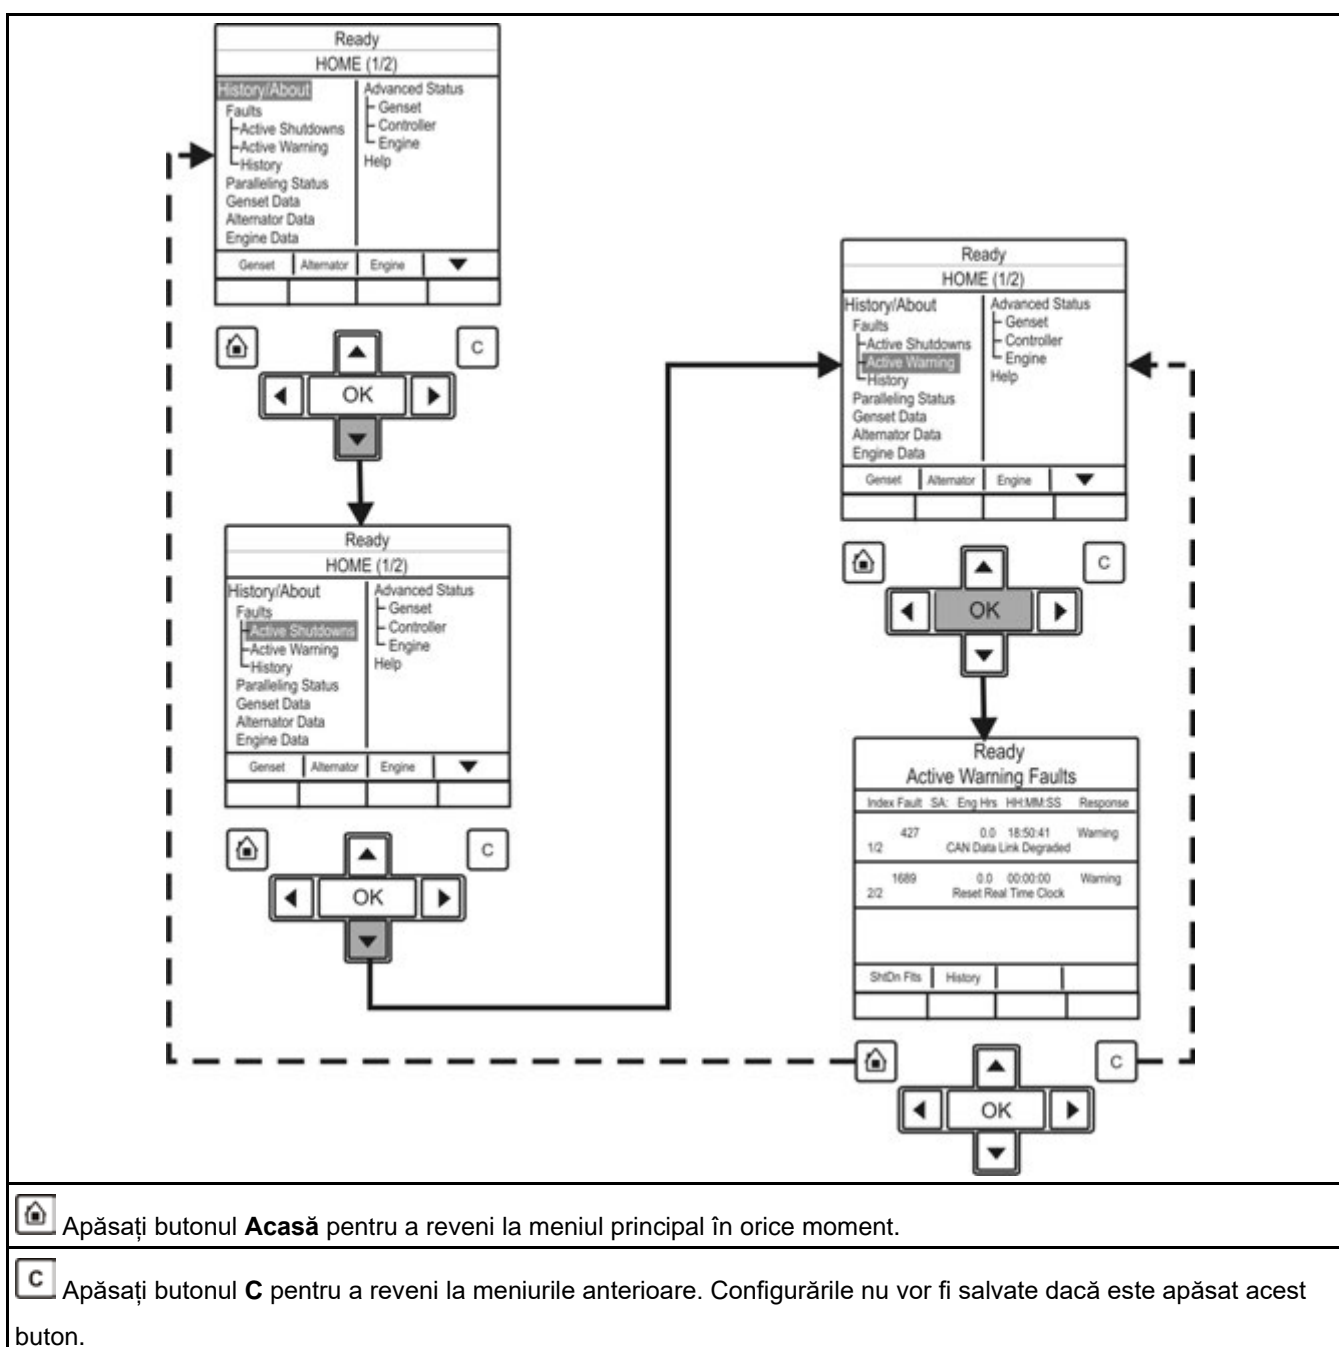 Ready
HOME (1/2)
History/About
Faults
Active Shutdowns
Active Warning
History
Paralleling Status
Genset Data
Alternator Data
Engine Data
Advanced Status
Genset
Controller
Engine
Help
Genset Alternator Engine
C
OK
Ready
HOME (1/2)
History/About
Faults
Active Shutdowns
Active Warning
History
Paralleling Status
Genset Data
Alternator Data
Engine Data
Advanced Status
Genset
Controller
Engine
Help
Genset Alternator Engine
C
OK
Ready
HOME (1/2)
History/About
Faults
Active Shutdowns
Active Warning
History
Paralleling Status
Genset Data
Alternator Data
Engine Data
Advanced Status
Genset
Controller
Engine
Help
Genset Alternator Engine
C
OK
Ready
Active Warning Faults
Index Fault SA: Eng Hrs HH:MM:SS Response
427 0.0 18:50:41 Warning
1/2 CAN Data Link Degraded
1689 0.0 00:00:00 Warning
2/2 Reset Real Time Clock
ShtDn Flts History
C
OK
Apăsați butonul Acasă pentru a reveni la meniul principal în orice moment.
C Apăsați butonul C pentru a reveni la meniurile anterioare. Configurările nu vor fi salvate dacă este apăsat acest
buton.